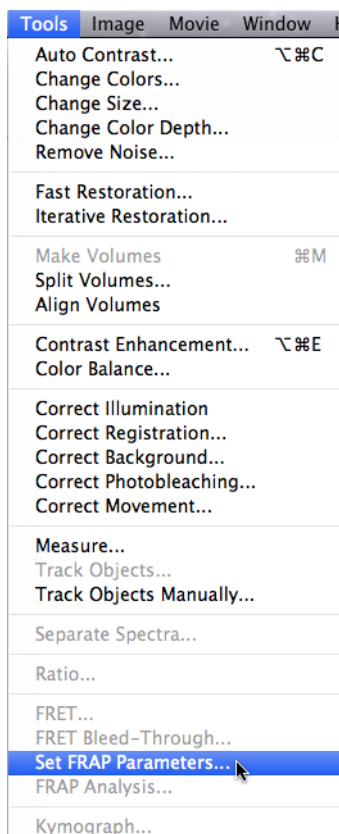 Tools Image Movie Window
Auto Contrast... ⌥⌘C
Change Colors...
Change Size...
Change Color Depth...
Remove Noise...
Fast Restoration...
Iterative Restoration...
Make Volumes ⌘M
Split Volumes...
Align Volumes
Contrast Enhancement... ⌥⌘E
Color Balance...
Correct Illumination
Correct Registration...
Correct Background...
Correct Photobleaching...
Correct Movement...
Measure...
Track Objects...
Track Objects Manually...
Separate Spectra...
Ratio...
FRET...
FRET Bleed-Through...
Set FRAP Parameters...
FRAP Analysis...
Kymograph...